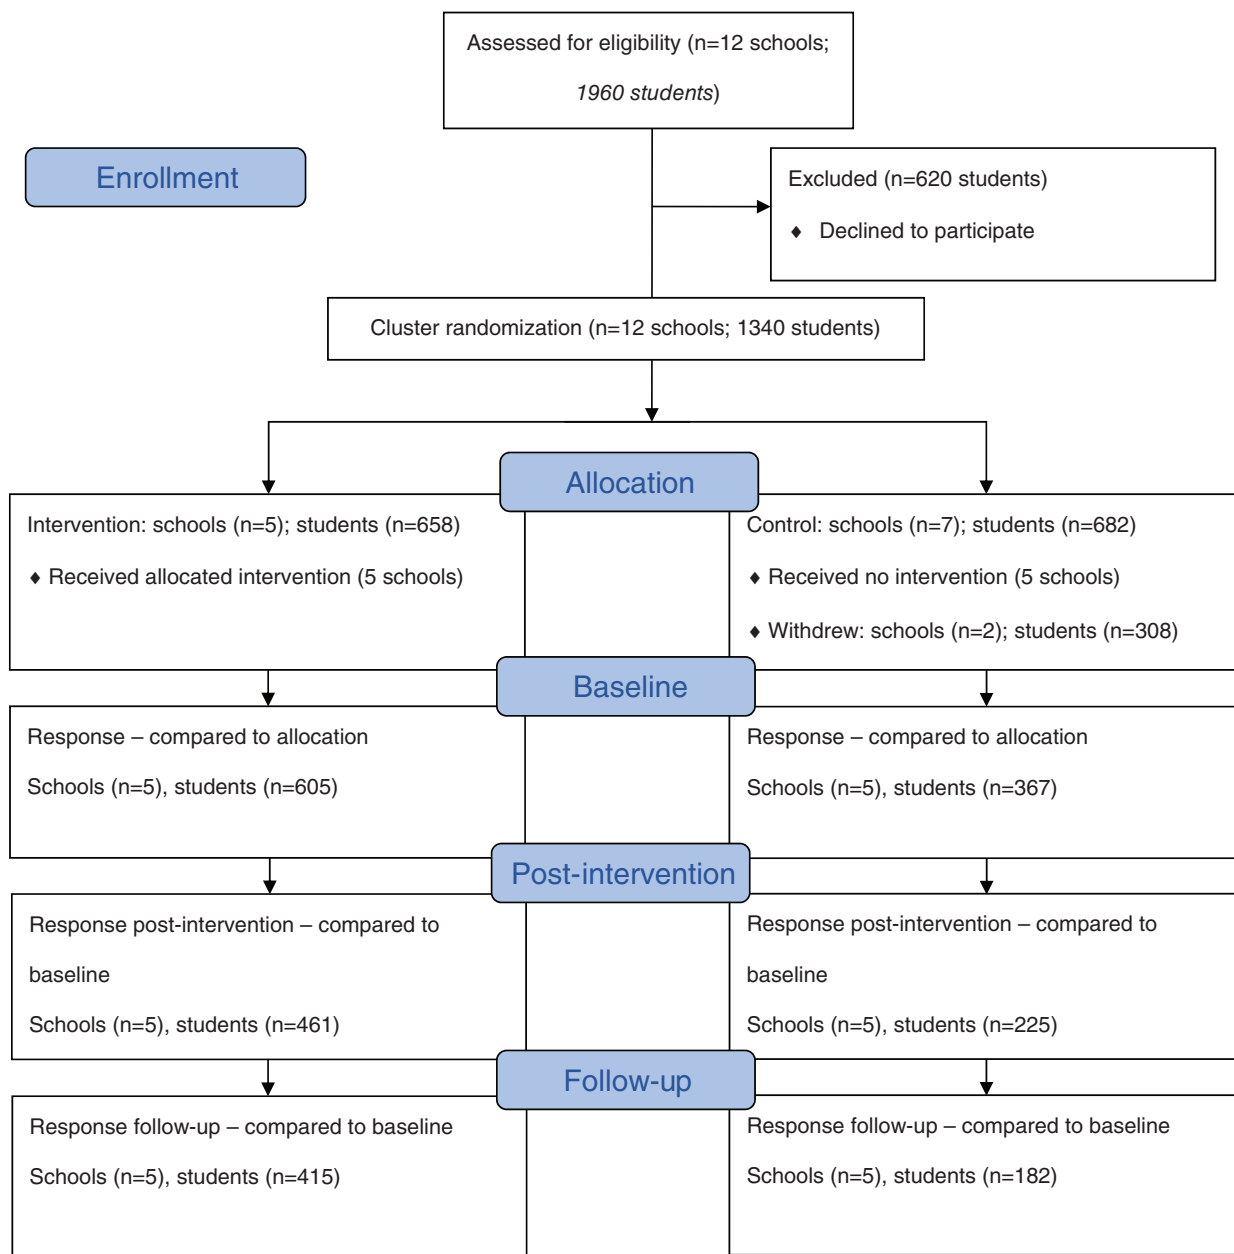 Assessed for eligibility (n=12 schools;
1960 students)
Enrollment
Excluded (n=620 students)
♦ Declined to participate
Cluster randomization (n=12 schools; 1340 students)
Allocation
Intervention: schools (n=5); students (n=658)
♦ Received allocated intervention (5 schools)
Control: schools (n=7); students (n=682)
♦ Received no intervention (5 schools)
♦ Withdrew: schools (n=2); students (n=308)
Baseline
Response – compared to allocation
Schools (n=5), students (n=605)
Response – compared to allocation
Schools (n=5), students (n=367)
Post-intervention
Response post-intervention – compared to
baseline
Schools (n=5), students (n=461)
Response post-intervention – compared to
baseline
Schools (n=5), students (n=225)
Follow-up
Response follow-up – compared to baseline
Schools (n=5), students (n=415)
Response follow-up – compared to baseline
Schools (n=5), students (n=182)